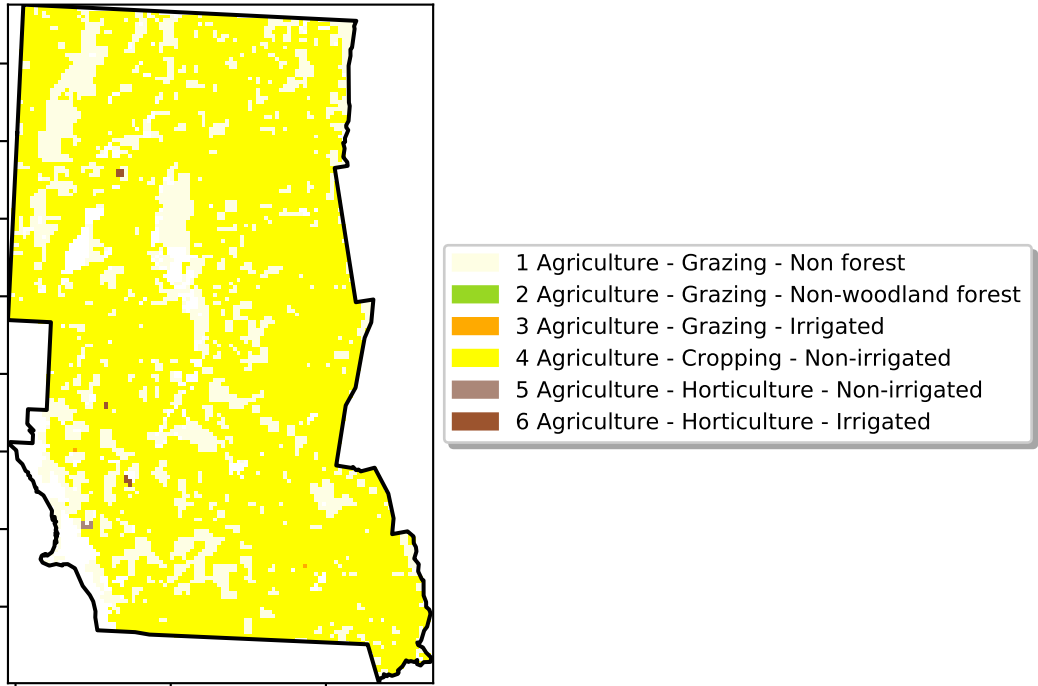 1 Agriculture - Grazing - Non forest
2 Agriculture - Grazing - Non-woodland forest
3 Agriculture - Grazing - Irrigated
4 Agriculture - Cropping - Non-irrigated
5 Agriculture - Horticulture - Non-irrigated
6 Agriculture - Horticulture - Irrigated